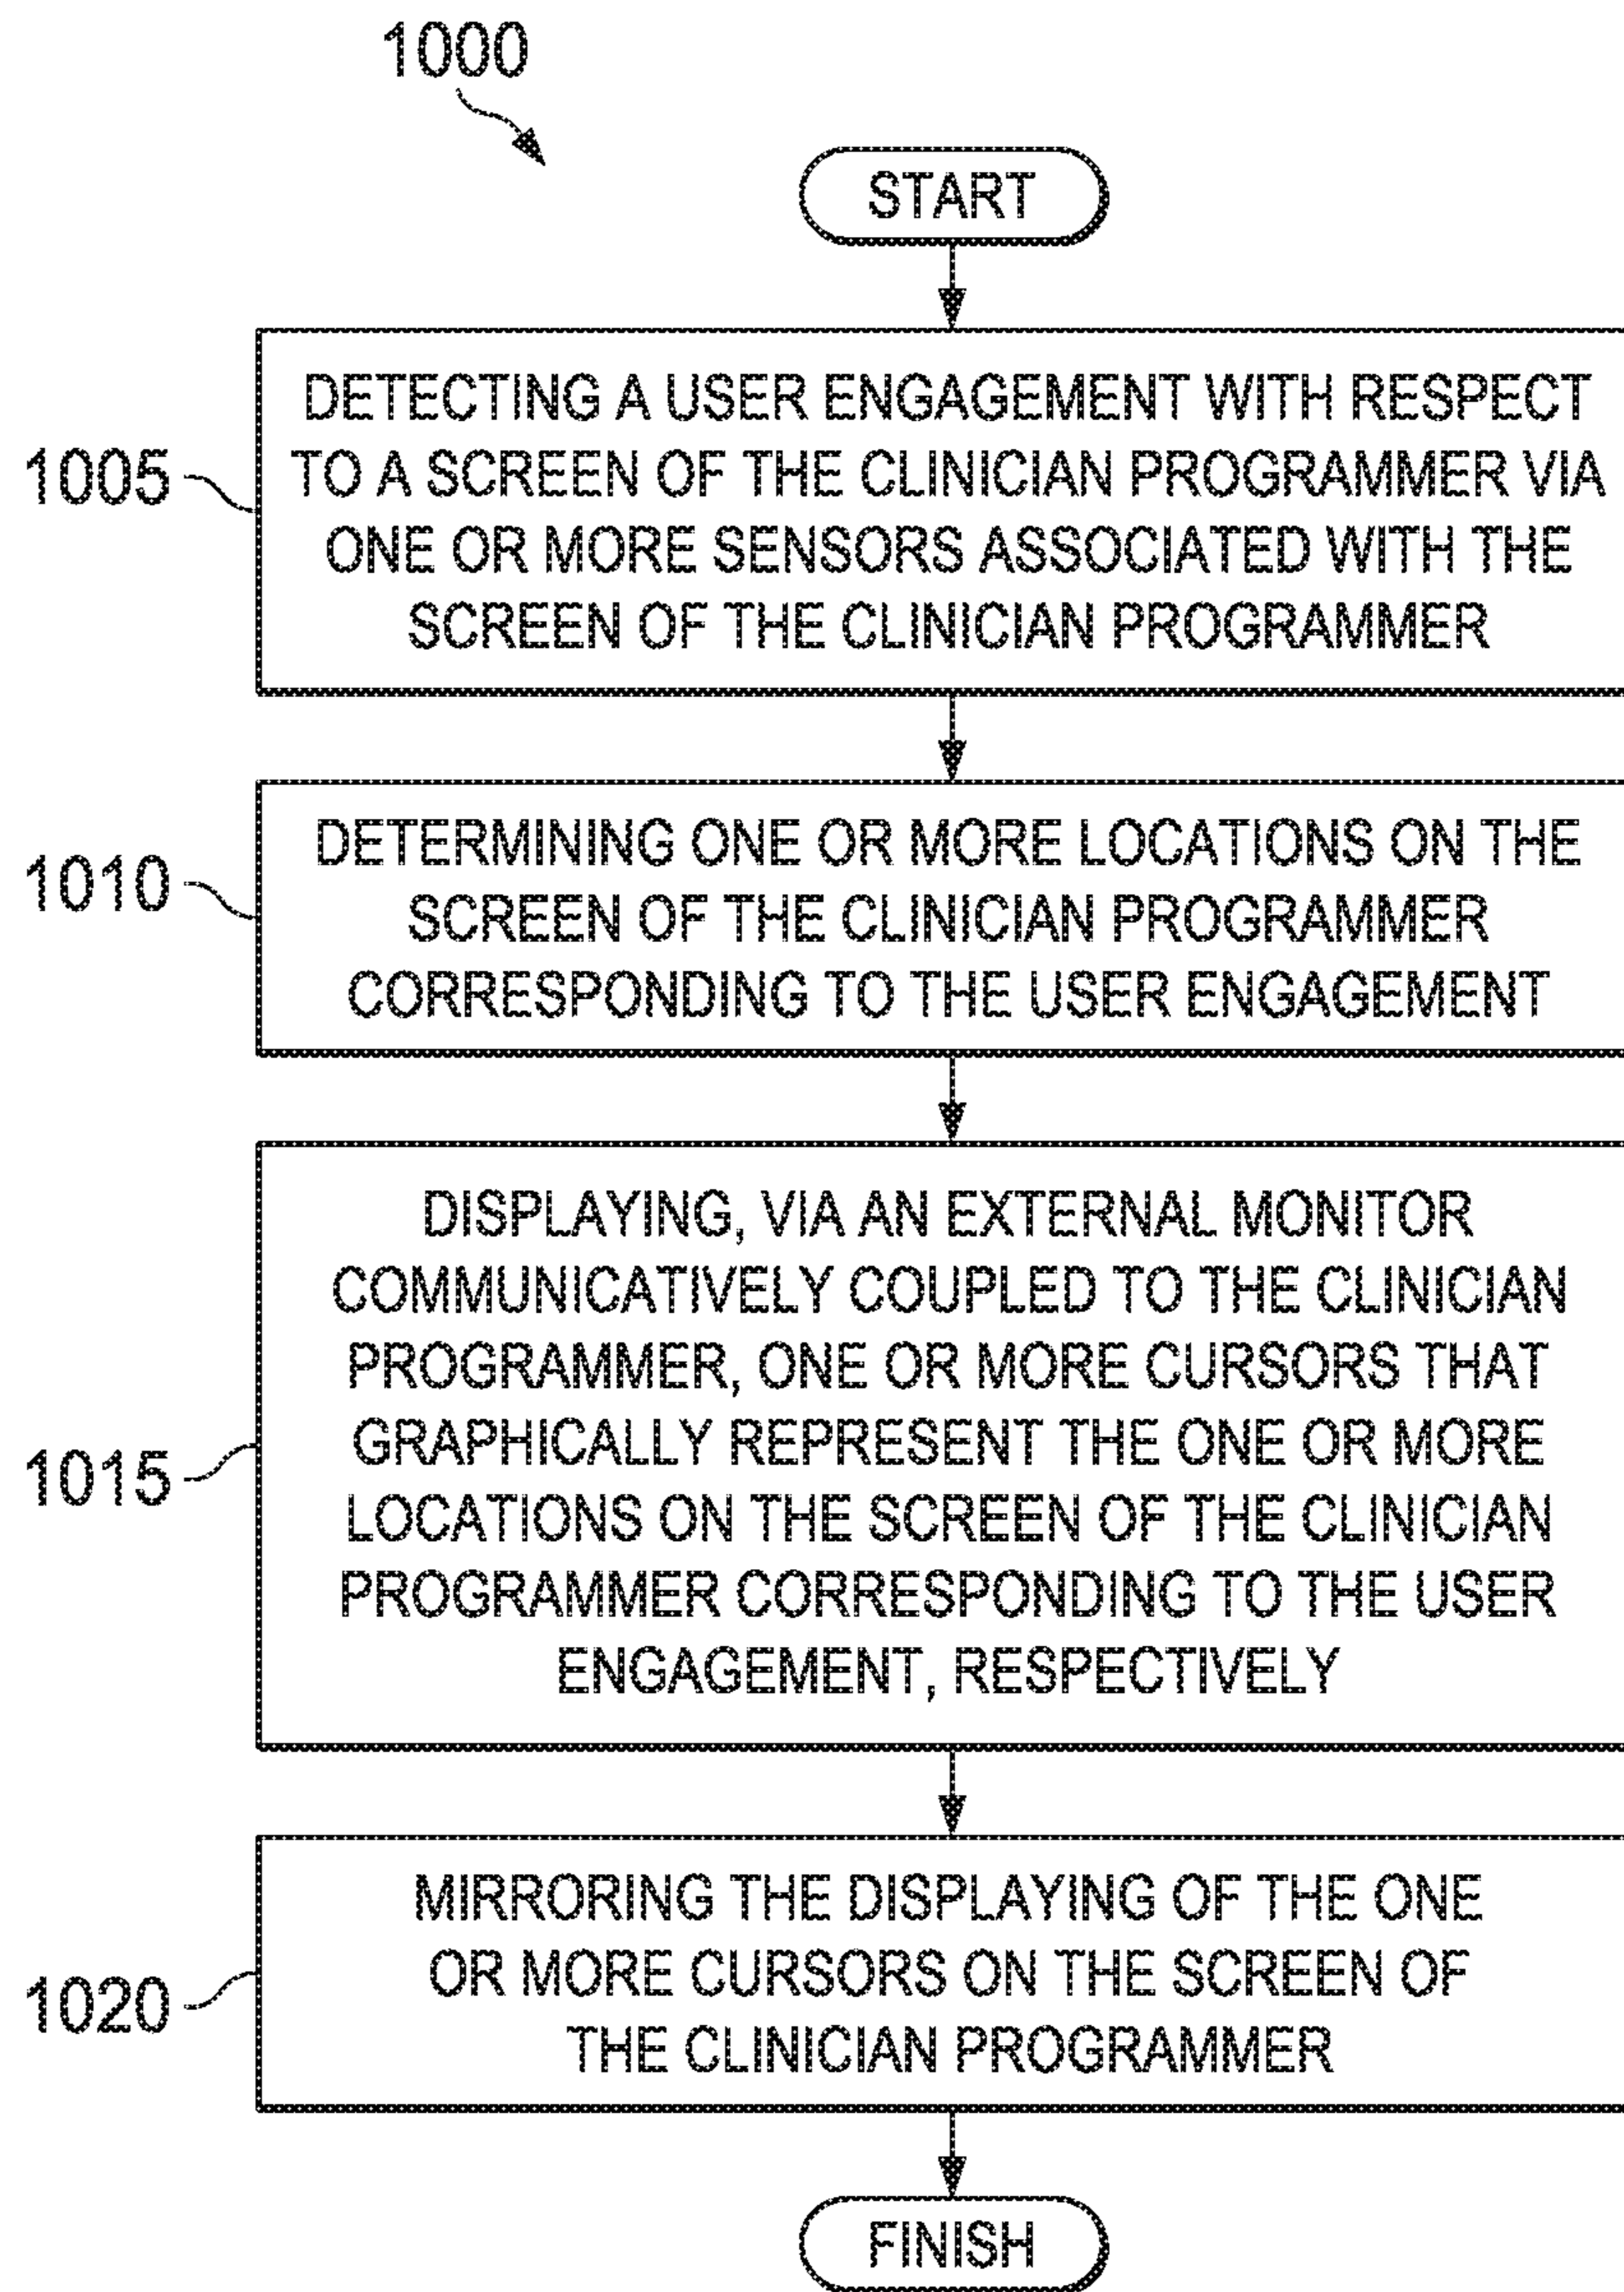 1000
START
1005
DETECTING A USER ENGAGEMENT WITH RESPECT
TO A SCREEN OF THE CLINICIAN PROGRAMMER VIA
ONE OR MORE SENSORS ASSOCIATED WITH THE
SCREEN OF THE CLINICIAN PROGRAMMER
1010
DETERMINING ONE OR MORE LOCATIONS ON THE
SCREEN OF THE CLINICIAN PROGRAMMER
CORRESPONDING TO THE USER ENGAGEMENT
1015
DISPLAYING, VIA AN EXTERNAL MONITOR
COMMUNICATIVELY COUPLED TO THE CLINICIAN
PROGRAMMER, ONE OR MORE CURSORS THAT
GRAPHICALLY REPRESENT THE ONE OR MORE
LOCATIONS ON THE SCREEN OF THE CLINICIAN
PROGRAMMER CORRESPONDING TO THE USER
ENGAGEMENT, RESPECTIVELY
1020
MIRRORING THE DISPLAYING OF THE ONE
OR MORE CURSORS ON THE SCREEN OF
THE CLINICIAN PROGRAMMER
FINISH